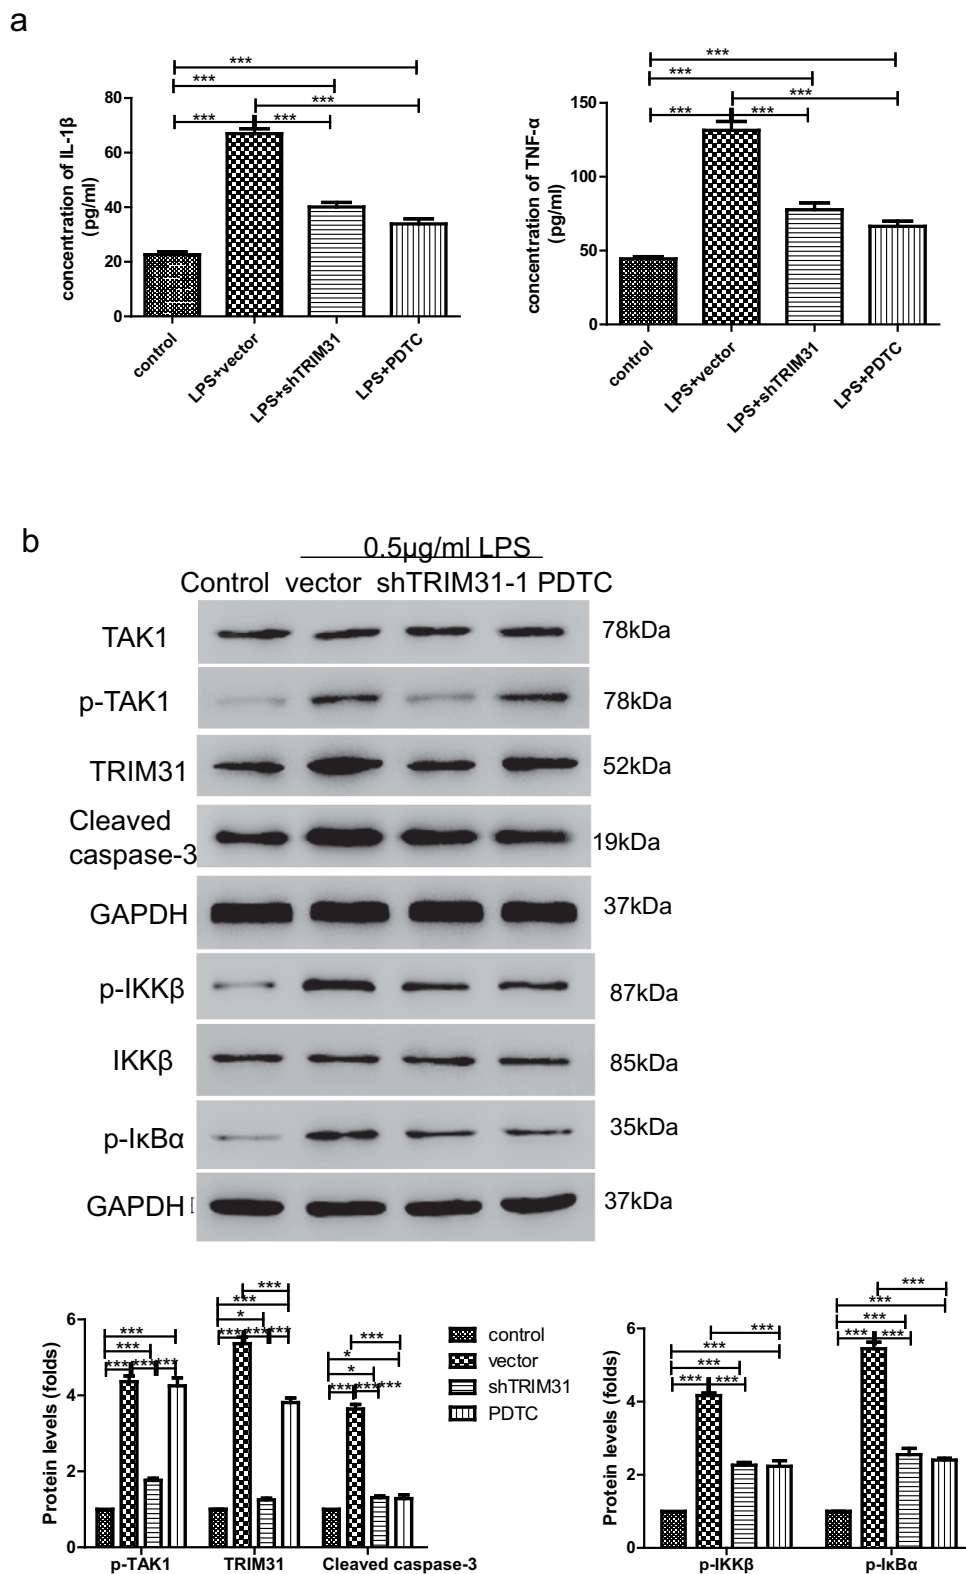 a
***
***
***
***
***
concentration of IL-1β
(pg/ml)
80
60
40
20
0
control
LPS+vector
LPS+shTRIM31
LPS+PDTC
***
***
***
***
***
concentration of TNF-α
(pg/ml)
150
100
50
0
control
LPS+vector
LPS+shTRIM31
LPS+PDTC
b
0.5µg/ml LPS
Control vector shTRIM31-1 PDTC
TAK1 78kDa
p-TAK1 78kDa
TRIM31 52kDa
Cleaved
caspase-3 19kDa
GAPDH 37kDa
p-IKKβ 87kDa
IKKβ 85kDa
p-IκBα 35kDa
GAPDH [ 37kDa
Protein levels (folds)
6
4
2
0
***
***
*** *** ***
***
***
*
*** *** ***
***
*
*
*** *** ***
p-TAK1 TRIM31 Cleaved caspase-3
control
vector
shTRIM31
PDTC
Protein levels (folds)
6
4
2
0
***
***
***
*** ***
***
***
***
*** ***
p-IKKβ p-IκBα